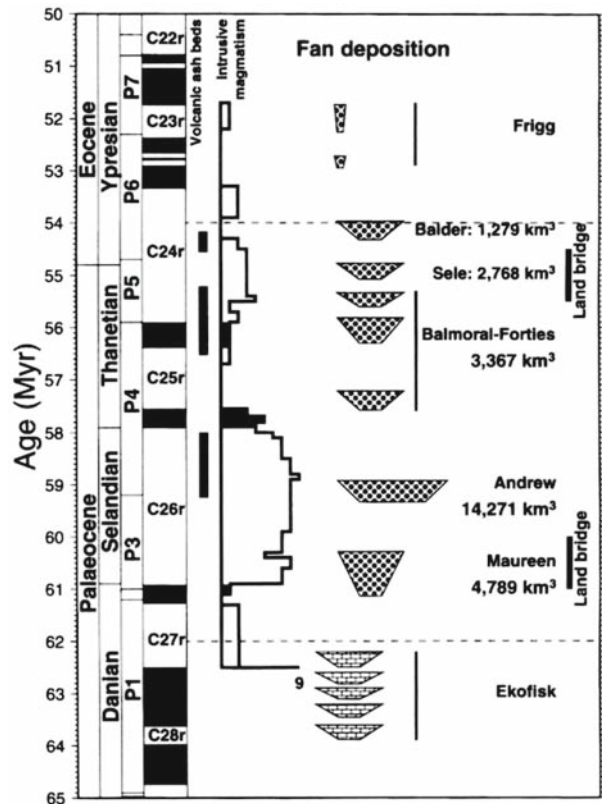 Age (Myr)
50
51
52
53
54
55
56
57
58
59
60
61
62
63
64
65
Eocene
Palaeocene
Ypresian
Thanetian
Selandian
Danian
P7
P6
P5
P4
P3
P1
C22r
C23r
C24r
C25r
C26r
C27r
C28r
Volcanic ash beds
Intrusive
magmatism
Fan deposition
Frigg
Balder: 1,279 km³
Sele: 2,768 km³
Land bridge
Balmoral-Forties
3,367 km³
Andrew
14,271 km³
Maureen
4,789 km³
Land bridge
9
Ekofisk